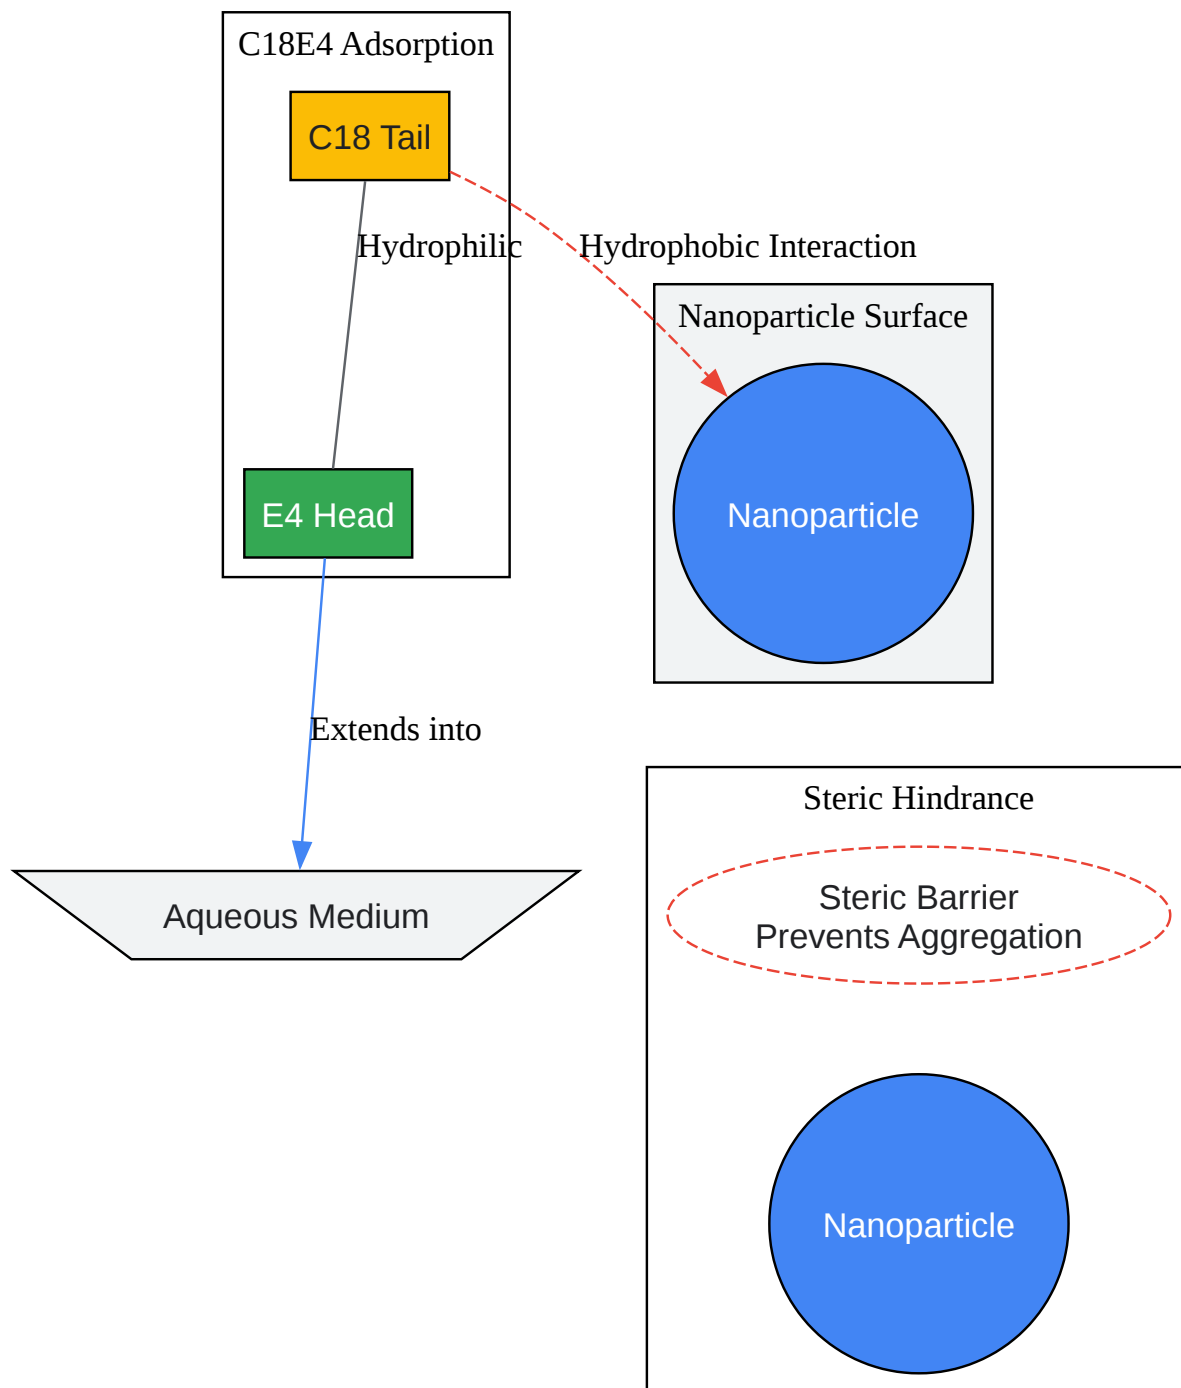 C18E4 Adsorption
C18 Tail
Hydrophilic
Hydrophobic Interaction
Nanoparticle Surface
E4 Head
Nanoparticle
Extends into
Steric Hindrance
Aqueous Medium
Steric Barrier
Prevents Aggregation
Nanoparticle